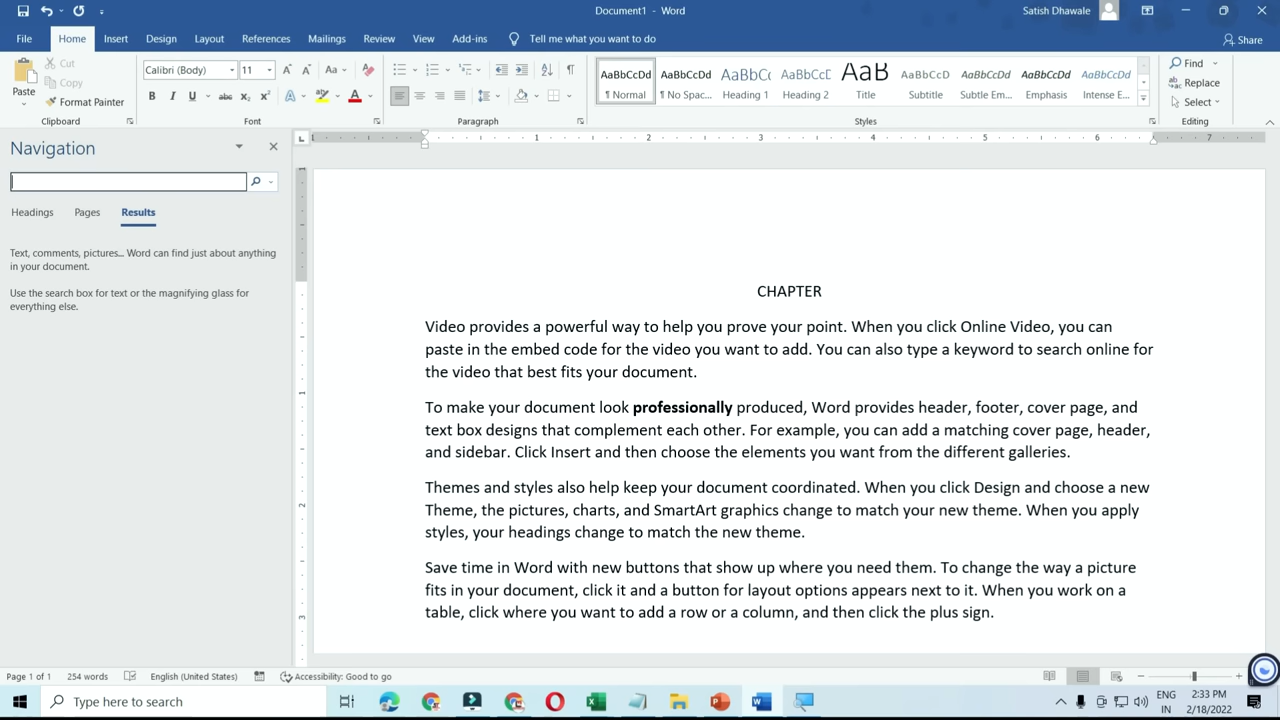 Document1 - Word
Satish Dhawale
File Home Insert Design Layout References Mailings Review View Add-ins Tell me what you want to do Share
Paste
Cut
Copy
Format Painter
Clipboard
Calibri (Body) 11
Font
Paragraph
AaBbCcDd AaBbCcDd AaBbCc AaBbCcD AaB AaBbCcD AaBbCcDd AaBbCcDd AaBbCcDd
¶ Normal ¶ No Spac... Heading 1 Heading 2 Title Subtitle Subtle Em... Emphasis Intense E...
Styles
Find
Replace
Select
Editing
Navigation
Headings Pages Results
Text, comments, pictures... Word can find just about anything
in your document.
Use the search box for text or the magnifying glass for
everything else.
1 1 2 3 4 5 6 7
1
1
2
3
CHAPTER
Video provides a powerful way to help you prove your point. When you click Online Video, you can
paste in the embed code for the video you want to add. You can also type a keyword to search online for
the video that best fits your document.
To make your document look professionally produced, Word provides header, footer, cover page, and
text box designs that complement each other. For example, you can add a matching cover page, header,
and sidebar. Click Insert and then choose the elements you want from the different galleries.
Themes and styles also help keep your document coordinated. When you click Design and choose a new
Theme, the pictures, charts, and SmartArt graphics change to match your new theme. When you apply
styles, your headings change to match the new theme.
Save time in Word with new buttons that show up where you need them. To change the way a picture
fits in your document, click it and a button for layout options appears next to it. When you work on a
table, click where you want to add a row or a column, and then click the plus sign.
Page 1 of 1 254 words English (United States) Accessibility: Good to go
Type here to search
ENG
IN
2:33 PM
2/18/2022